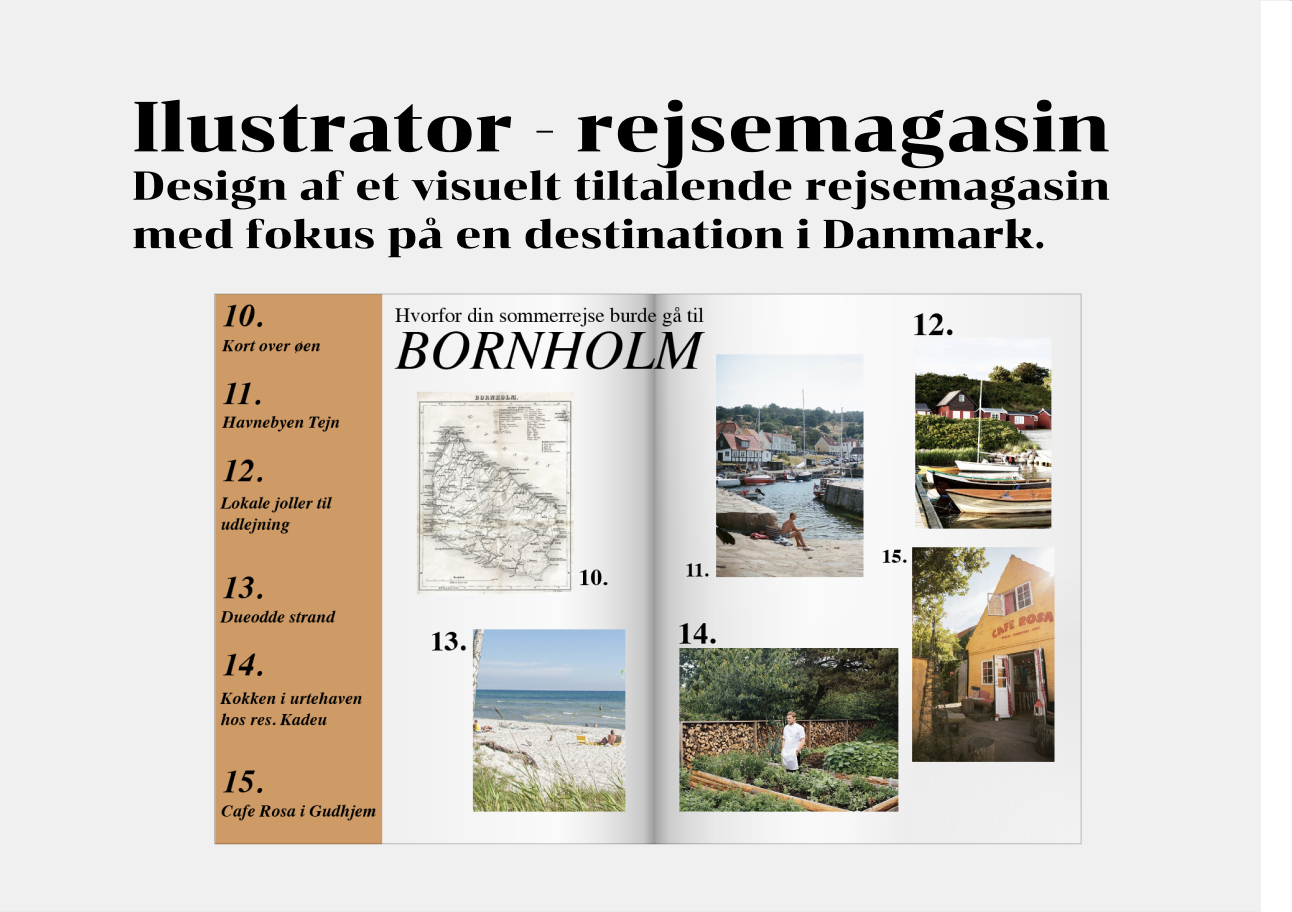 Ilustrator - rejsemagasin
Design af et visuelt tiltalende rejsemagasin
med fokus på en destination i Danmark.
10.
Kort over øen
11.
Havnebyen Tejn
12.
Lokale joller til
udlejning
13.
Dueodde strand
14.
Kokken i urtehaven
hos res. Kadeu
15.
Cafe Rosa i Gudhjem
Hvorfor din sommerrejse burde gå til
BORNHOLM
BORNHOLM.
10.
11.
12.
13.
14.
15.
CAFE ROSA